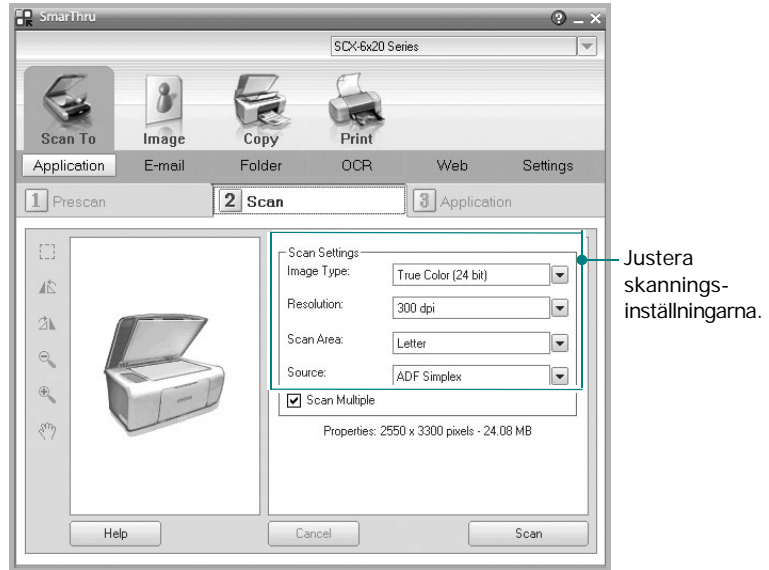 SmarThru
SCX-6x20 Series
Scan To Image Copy Print
Application E-mail Folder OCR Web Settings
1 Prescan 2 Scan 3 Application
Scan Settings
Image Type: True Color (24 bit)
Resolution: 300 dpi
Scan Area: Letter
Source: ADF Simplex
Scan Multiple
Properties: 2550 x 3300 pixels - 24.08 MB
Help Cancel Scan
Justera
skannings-
inställningarna.